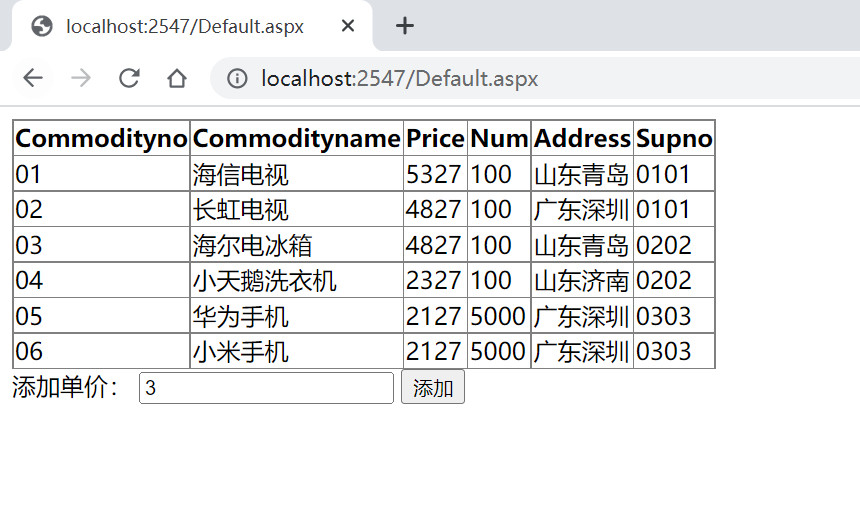 localhost:2547/Default.aspx
localhost:2547/Default.aspx
Commodityno Commodityname Price Num Address Supno
01 海信电视 5327 100 山东青岛 0101
02 长虹电视 4827 100 广东深圳 0101
03 海尔电冰箱 4827 100 山东青岛 0202
04 小天鹅洗衣机 2327 100 山东济南 0202
05 华为手机 2127 5000 广东深圳 0303
06 小米手机 2127 5000 广东深圳 0303
添加单价： 3 添加